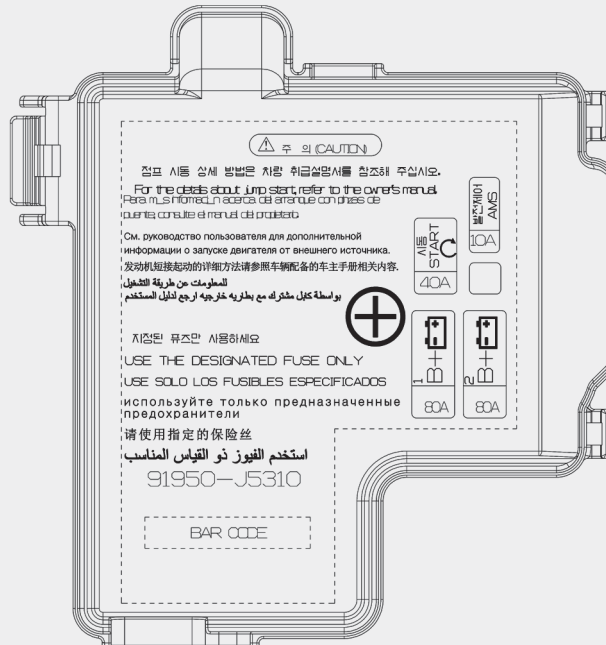 주 의 (CAUTION)
점프 시동 상세 방법은 차량 취급설명서를 참조해 주십시오.
For the details about jump start, refer to the owner's manual
Para m_s informaci_n acerca del arranque con pinzas de
puente, consulte el manual del propietario.
См. руководство пользователя для дополнительной
информации о запуске двигателя от внешнего источника.
发动机短接起动的详细方法请参照车辆配备的车主手册相关内容.
للمعلومات عن طريقة التشغيل
بواسطة كابل مشترك مع بطاريه خارجيه ارجع لدليل المستخدم
지정된 퓨즈만 사용하세요
USE THE DESIGNATED FUSE ONLY
USE SOLO LOS FUSIBLES ESPECIFICADOS
используйте только предназначенные
предохранители
请使用指定的保险丝
استخدم الفيوز ذو القياس المناسب
91950-J5310
BAR CODE
시동
START
40A
발전제어
AMS
10A
1
B+
80A
2
B+
80A